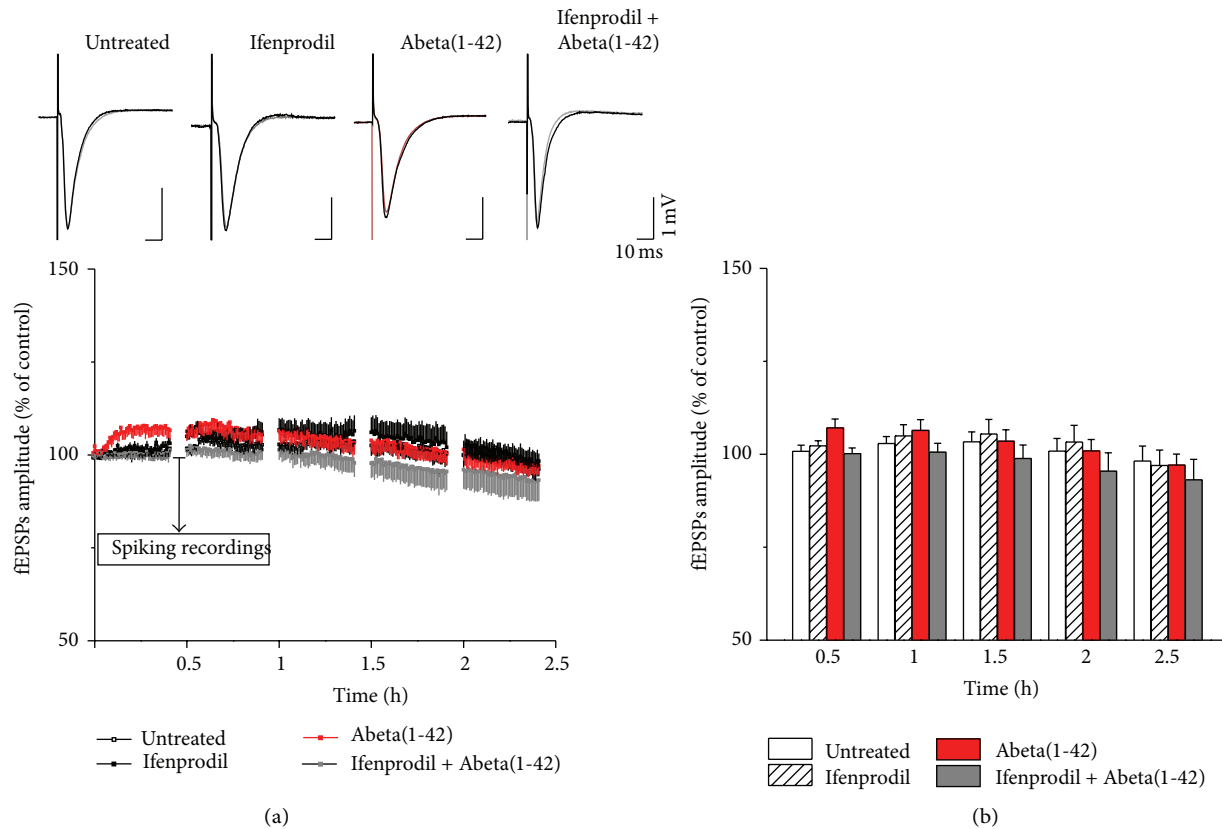 Untreated
Ifenprodil
Abeta(1-42)
Ifenprodil +
Abeta(1-42)
1 mV
10 ms
fEPSPs amplitude (% of control)
150
100
50
Spiking recordings
0.5
1
1.5
2
2.5
Time (h)
Untreated
Ifenprodil
Abeta(1-42)
Ifenprodil + Abeta(1-42)
(a)
fEPSPs amplitude (% of control)
150
100
50
0.5
1
1.5
2
2.5
Time (h)
Untreated
Ifenprodil
Abeta(1-42)
Ifenprodil + Abeta(1-42)
(b)